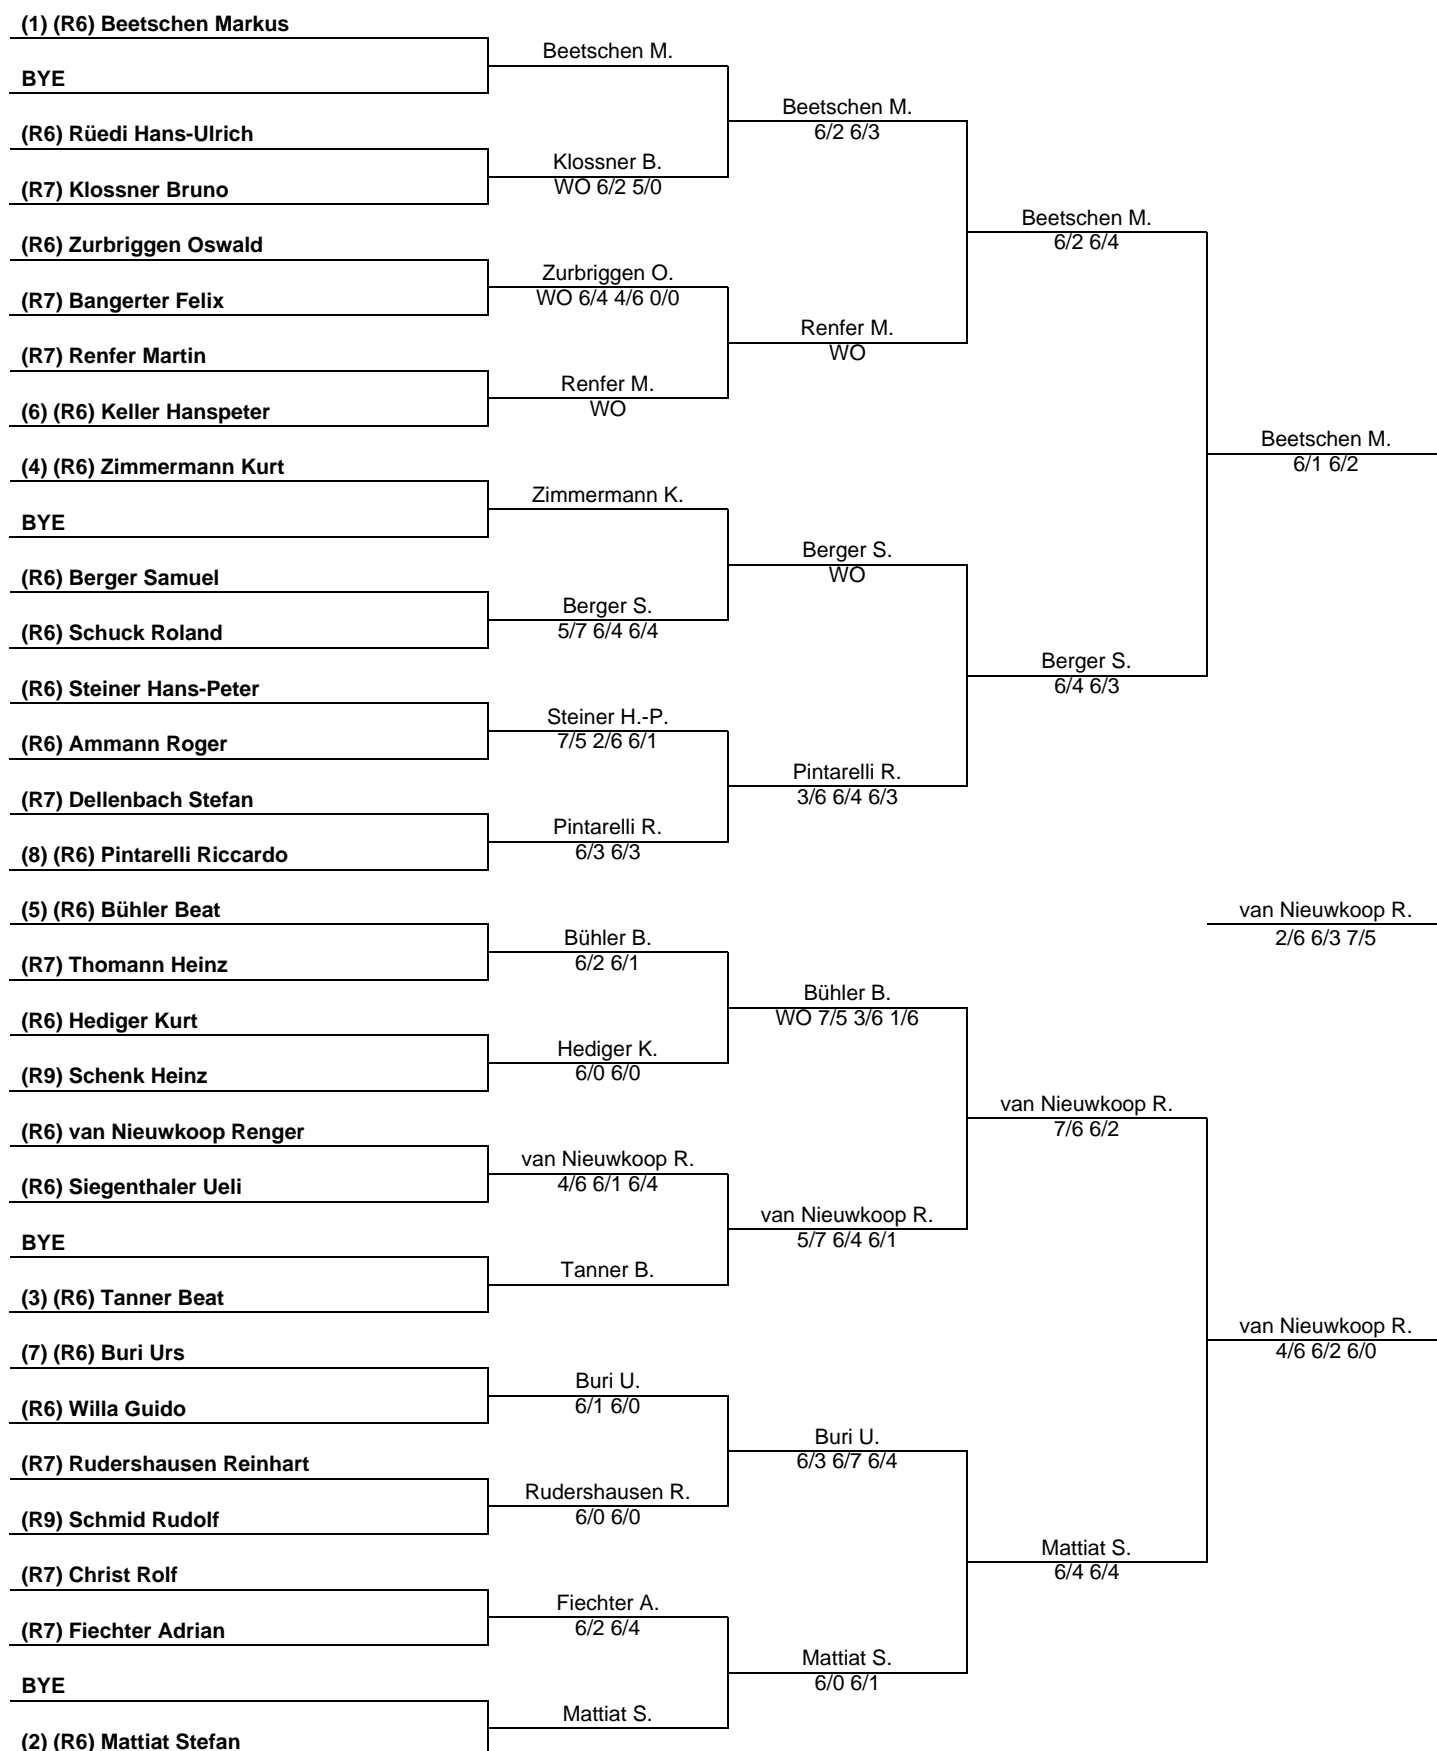 (1) (R6) Beetschen Markus
BYE
(R6) Rüedi Hans-Ulrich
(R7) Klossner Bruno
(R6) Zurbriggen Oswald
(R7) Bangerter Felix
(R7) Renfer Martin
(6) (R6) Keller Hanspeter
(4) (R6) Zimmermann Kurt
BYE
(R6) Berger Samuel
(R6) Schuck Roland
(R6) Steiner Hans-Peter
(R6) Ammann Roger
(R7) Dellenbach Stefan
(8) (R6) Pintarelli Riccardo
(5) (R6) Bühler Beat
(R7) Thomann Heinz
(R6) Hediger Kurt
(R9) Schenk Heinz
(R6) van Nieuwkoop Renger
(R6) Siegenthaler Ueli
BYE
(3) (R6) Tanner Beat
(7) (R6) Buri Urs
(R6) Willa Guido
(R7) Rudershausen Reinhart
(R9) Schmid Rudolf
(R7) Christ Rolf
(R7) Fiechter Adrian
BYE
(2) (R6) Mattiat Stefan
Beetschen M.
Klossner B.
WO 6/2 5/0
Zurbriggen O.
WO 6/4 4/6 0/0
Renfer M.
WO
Zimmermann K.
Berger S.
5/7 6/4 6/4
Steiner H.-P.
7/5 2/6 6/1
Pintarelli R.
6/3 6/3
Bühler B.
6/2 6/1
Hediger K.
6/0 6/0
van Nieuwkoop R.
4/6 6/1 6/4
Tanner B.
Buri U.
6/1 6/0
Rudershausen R.
6/0 6/0
Fiechter A.
6/2 6/4
Mattiat S.
Beetschen M.
6/2 6/3
Renfer M.
WO
Berger S.
WO
Pintarelli R.
3/6 6/4 6/3
Bühler B.
WO 7/5 3/6 1/6
van Nieuwkoop R.
5/7 6/4 6/1
Buri U.
6/3 6/7 6/4
Mattiat S.
6/0 6/1
Beetschen M.
6/2 6/4
Berger S.
6/4 6/3
van Nieuwkoop R.
7/6 6/2
Mattiat S.
6/4 6/4
Beetschen M.
6/1 6/2
van Nieuwkoop R.
2/6 6/3 7/5
van Nieuwkoop R.
4/6 6/2 6/0